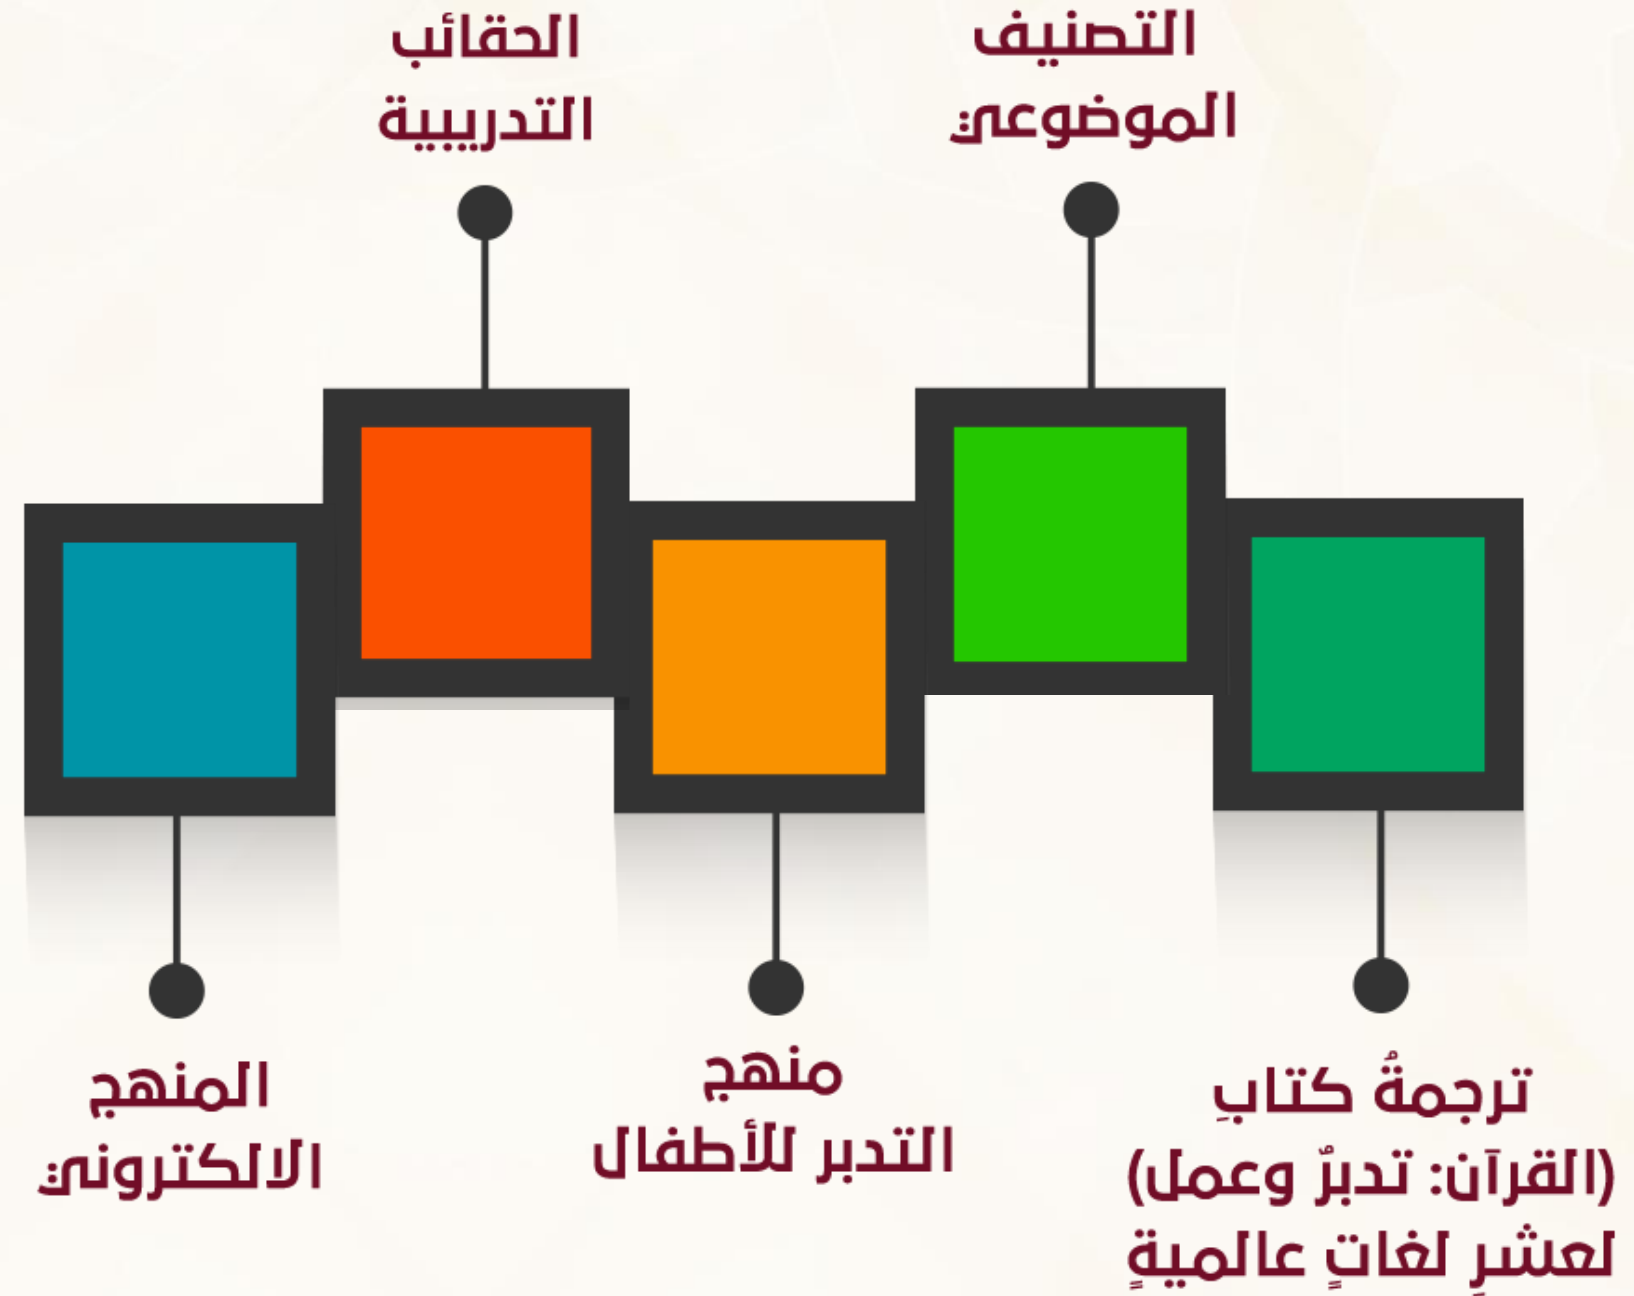 التصنيف
الموضوعي
الحقائب
التدريبية
ترجمةُ كتابِ
(القرآن: تدبرٌ وعمل)
لعشرِ لغاتٍ عالميةٍ
منهج
التدبر للأطفال
المنهج
الالكتروني